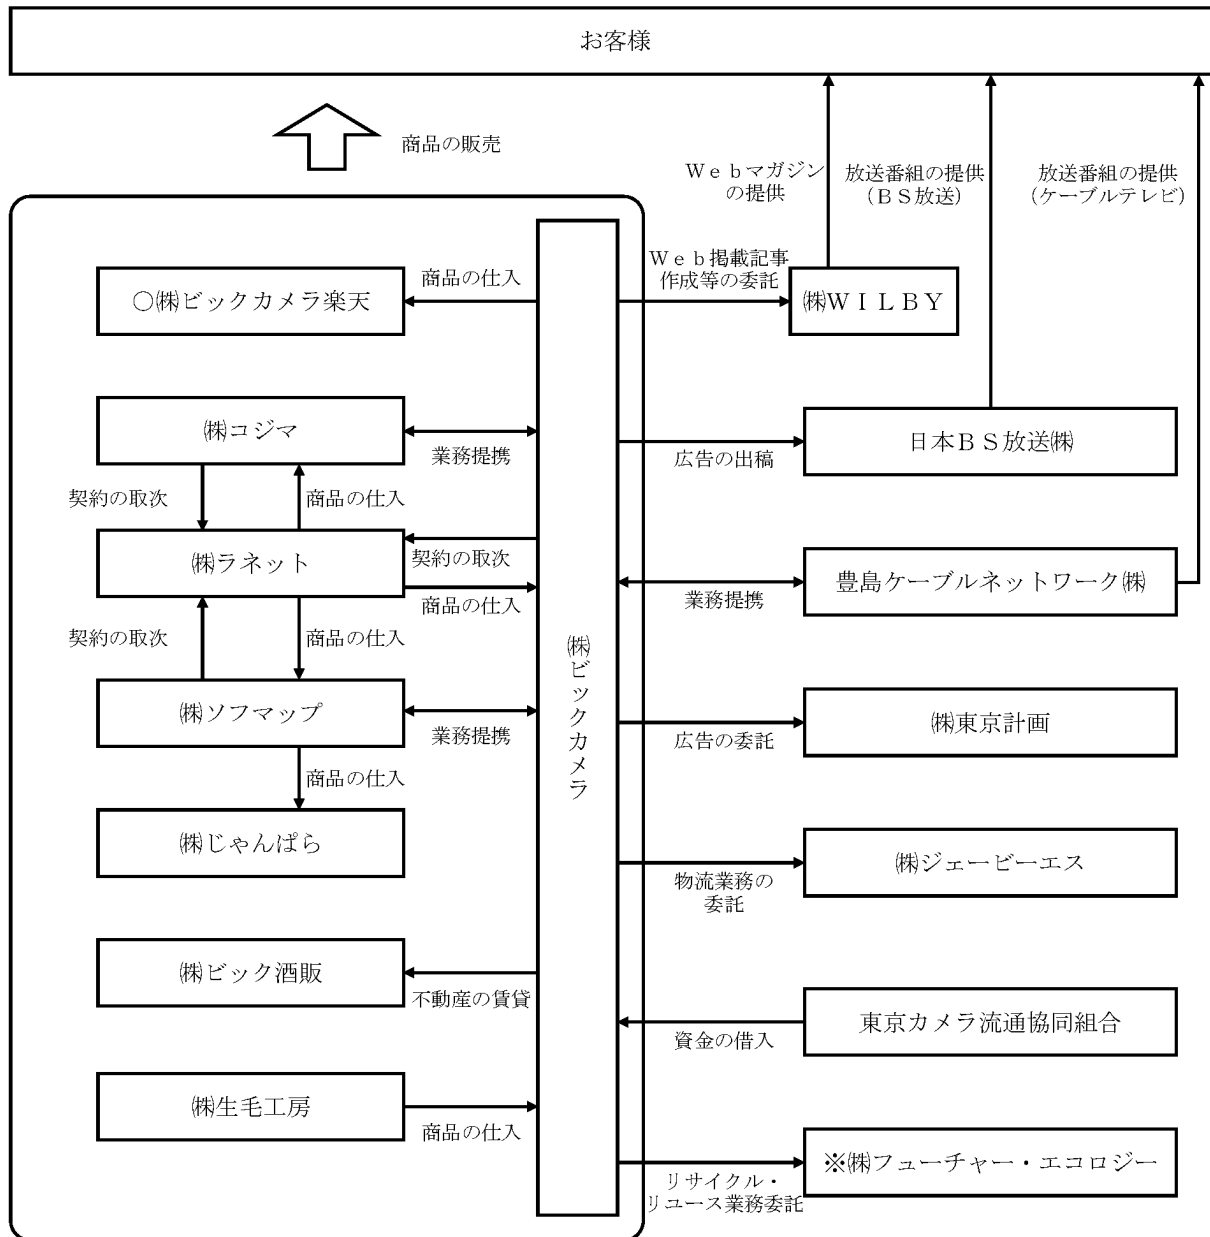 お客様
商品の販売
Ｗｅｂマガジン
の提供
放送番組の提供
（ＢＳ放送）
放送番組の提供
（ケーブルテレビ）
○㈱ビックカメラ楽天
商品の仕入
Ｗｅｂ掲載記事
作成等の委託
㈱ＷＩＬＢＹ
㈱コジマ
業務提携
広告の出稿
日本ＢＳ放送㈱
契約の取次
商品の仕入
㈱ラネット
契約の取次
商品の仕入
業務提携
豊島ケーブルネットワーク㈱
契約の取次
商品の仕入
㈱ビックカメラ
㈱ソフマップ
業務提携
広告の委託
㈱東京計画
商品の仕入
㈱じゃんぱら
物流業務の
委託
㈱ジェービーエス
㈱ビック酒販
不動産の賃貸
資金の借入
東京カメラ流通協同組合
㈱生毛工房
商品の仕入
リサイクル・
リユース業務委託
※㈱フューチャー・エコロジー